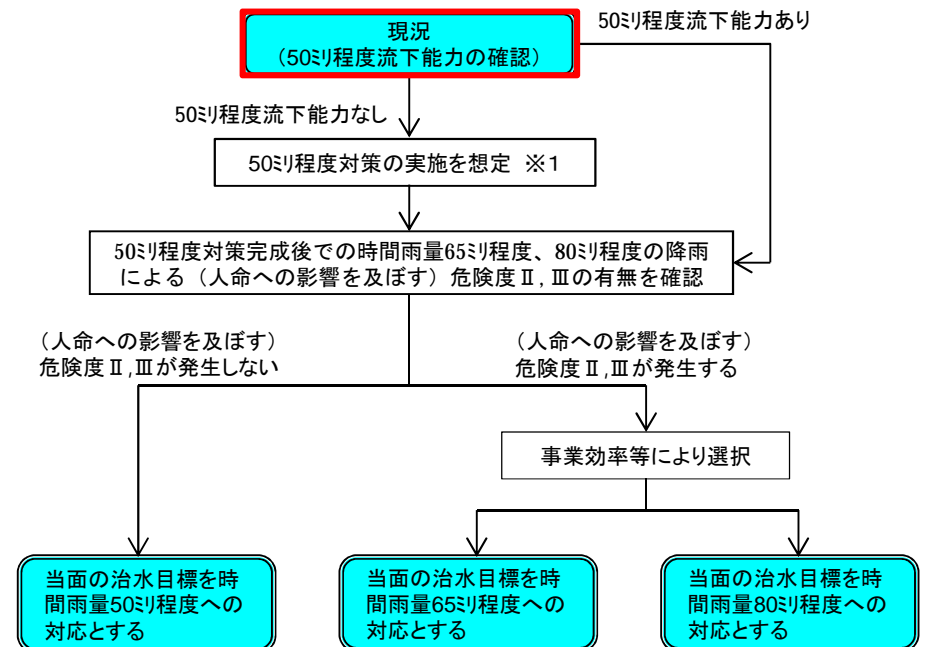 現況
(50ミリ程度流下能力の確認)
50ミリ程度流下能力あり
50ミリ程度流下能力なし
50ミリ程度対策の実施を想定 ※1
50ミリ程度対策完成後での時間雨量65ミリ程度、80ミリ程度の降雨
による(人命への影響を及ぼす)危険度Ⅱ,Ⅲの有無を確認
(人命への影響を及ぼす)
危険度Ⅱ,Ⅲが発生しない
(人命への影響を及ぼす)
危険度Ⅱ,Ⅲが発生する
事業効率等により選択
当面の治水目標を時
間雨量50ミリ程度への
対応とする
当面の治水目標を時
間雨量65ミリ程度への
対応とする
当面の治水目標を時
間雨量80ミリ程度への
対応とする